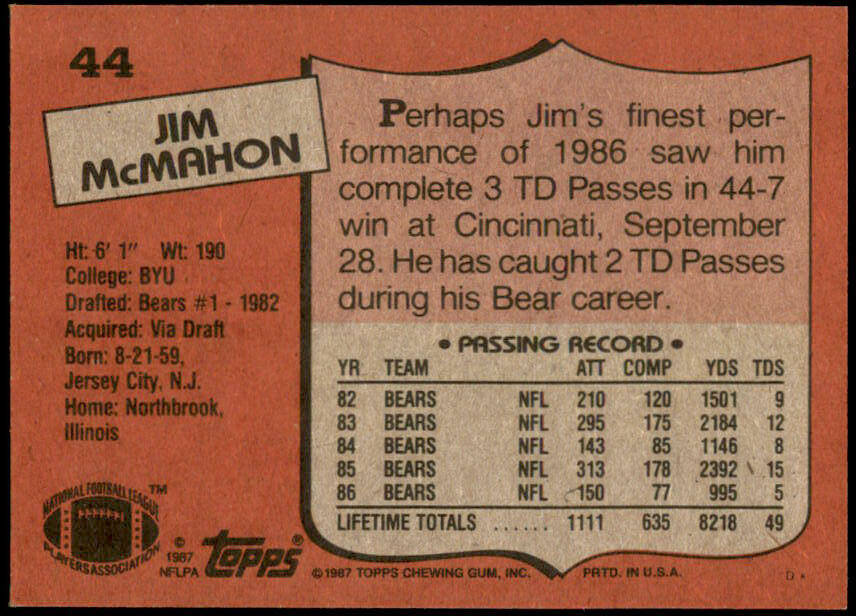 44
JIM
McMAHON
Ht: 6' 1" Wt: 190
College: BYU
Drafted: Bears #1 - 1982
Acquired: Via Draft
Born: 8-21-59,
Jersey City, N.J.
Home: Northbrook,
Illinois
Perhaps Jim's finest per-
formance of 1986 saw him
complete 3 TD Passes in 44-7
win at Cincinnati, September
28. He has caught 2 TD Passes
during his Bear career.
• PASSING RECORD •
YR TEAM ATT COMP YDS TDS
82 BEARS NFL 210 120 1501 9
83 BEARS NFL 295 175 2184 12
84 BEARS NFL 143 85 1146 8
85 BEARS NFL 313 178 2392 15
86 BEARS NFL 150 77 995 5
LIFETIME TOTALS ...... 1111 635 8218 49
NATIONAL FOOTBALL LEAGUE ™
PLAYERS ASSOCIATION
©
1987
NFLPA
Topps ®
© 1987 TOPPS CHEWING GUM, INC. PRTD. IN U.S.A.
D *